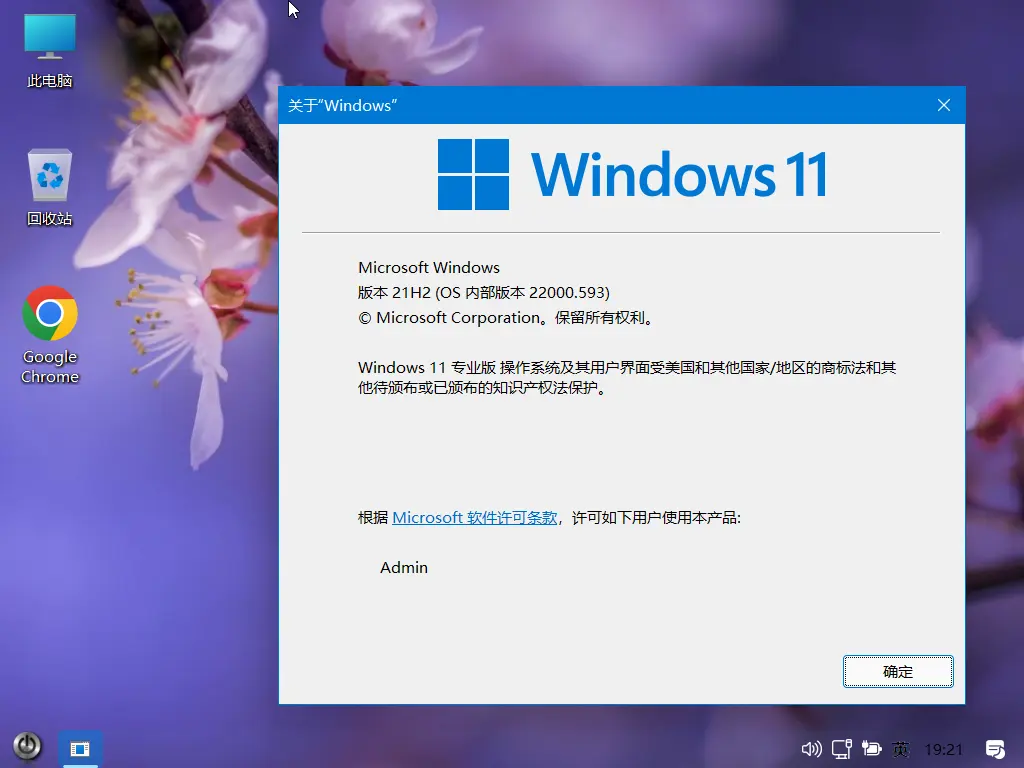 此电脑
回收站
Google
Chrome
关于“Windows”
Windows 11
Microsoft Windows
版本 21H2 (OS 内部版本 22000.593)
© Microsoft Corporation。保留所有权利。
Windows 11 专业版 操作系统及其用户界面受美国和其他国家/地区的商标法和其
他待颁布或已颁布的知识产权法保护。
根据 Microsoft 软件许可条款，许可如下用户使用本产品:
Admin
确定
英 19:21